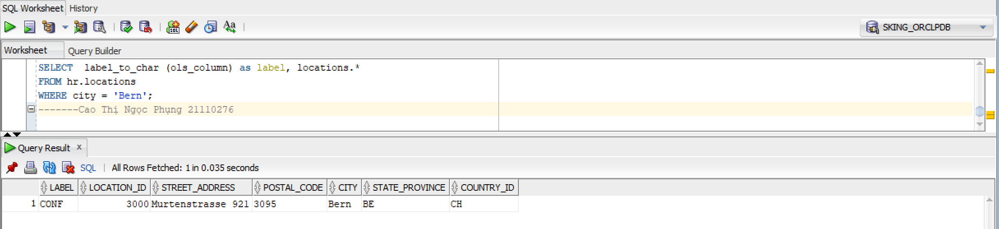 SQL Worksheet History
SKING_ORCLPDB
Worksheet Query Builder
SELECT  label_to_char (ols_column) as label, locations.*
FROM hr.locations
WHERE city = 'Bern';
-------Cao Thị Ngọc Phụng 21110276
Query Result x
SQL | All Rows Fetched: 1 in 0.035 seconds
LABEL LOCATION_ID STREET_ADDRESS POSTAL_CODE CITY STATE_PROVINCE COUNTRY_ID
1 CONF 3000 Murtenstrasse 921 3095 Bern BE CH